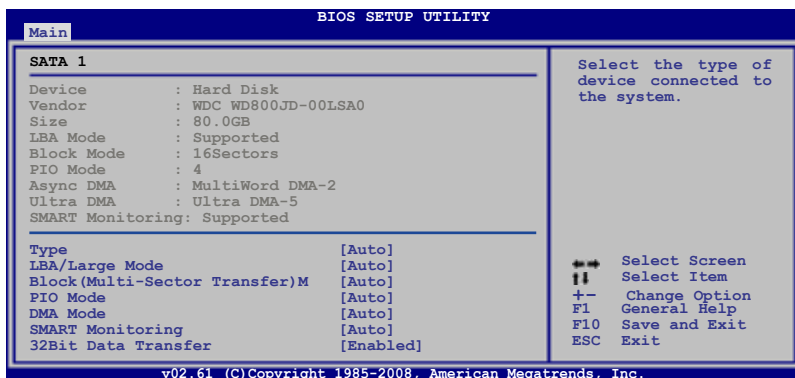 BIOS SETUP UTILITY
Main
SATA 1
Device : Hard Disk
Vendor : WDC WD800JD-00LSA0
Size : 80.0GB
LBA Mode : Supported
Block Mode : 16Sectors
PIO Mode : 4
Async DMA : MultiWord DMA-2
Ultra DMA : Ultra DMA-5
SMART Monitoring: Supported
Type [Auto]
LBA/Large Mode [Auto]
Block(Multi-Sector Transfer)M [Auto]
PIO Mode [Auto]
DMA Mode [Auto]
SMART Monitoring [Auto]
32Bit Data Transfer [Enabled]
Select the type of
device connected to
the system.
←→ Select Screen
↑↓ Select Item
+- Change Option
F1 General Help
F10 Save and Exit
ESC Exit
v02.61 (C)Copyright 1985-2008, American Megatrends, Inc.